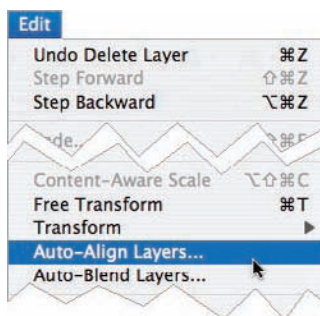 Edit
Undo Delete Layer ⌘Z
Step Forward ⇧⌘Z
Step Backward ⌥⌘Z
Content-Aware Scale ⌥⇧⌘C
Free Transform ⌘T
Transform ▶
Auto-Align Layers...
Auto-Blend Layers...